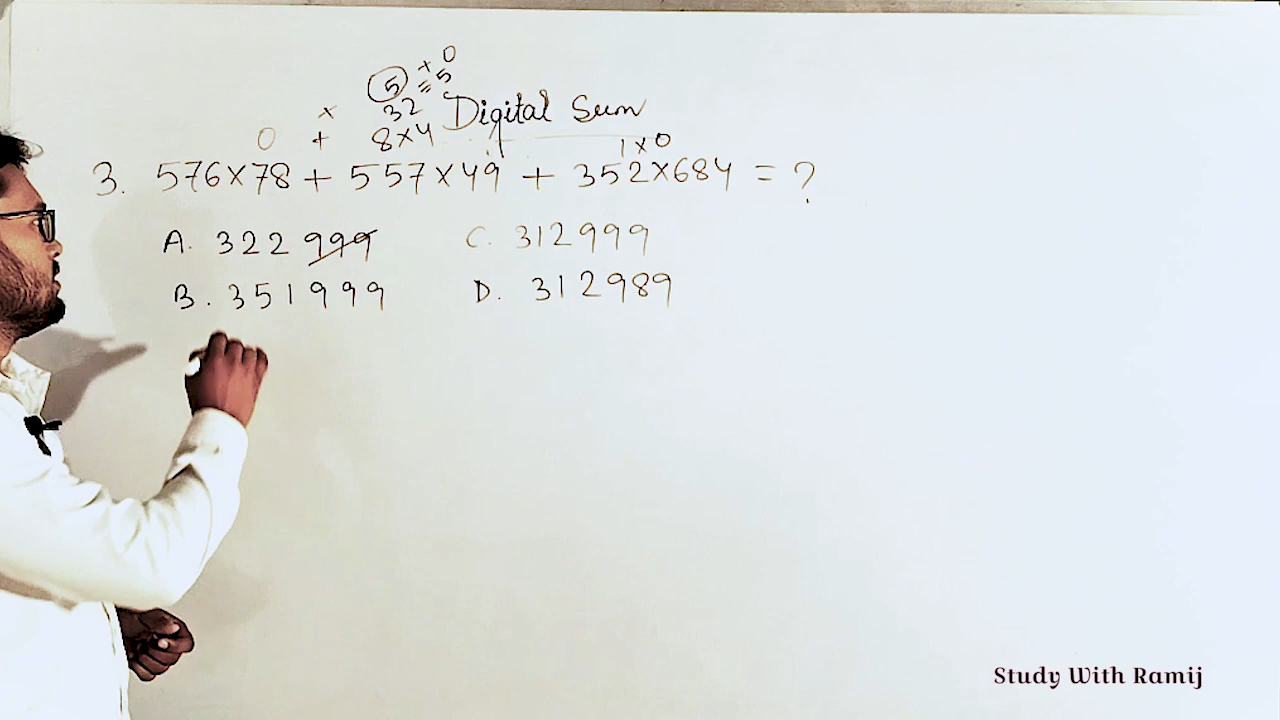 + 0
5 = 5
× 32 Digital Sum
0 + 8×4 1×0
3. 576×78 + 557×49 + 352×684 = ?
A. 322999 C. 312999
B. 351999 D. 312989
Study With Ramij